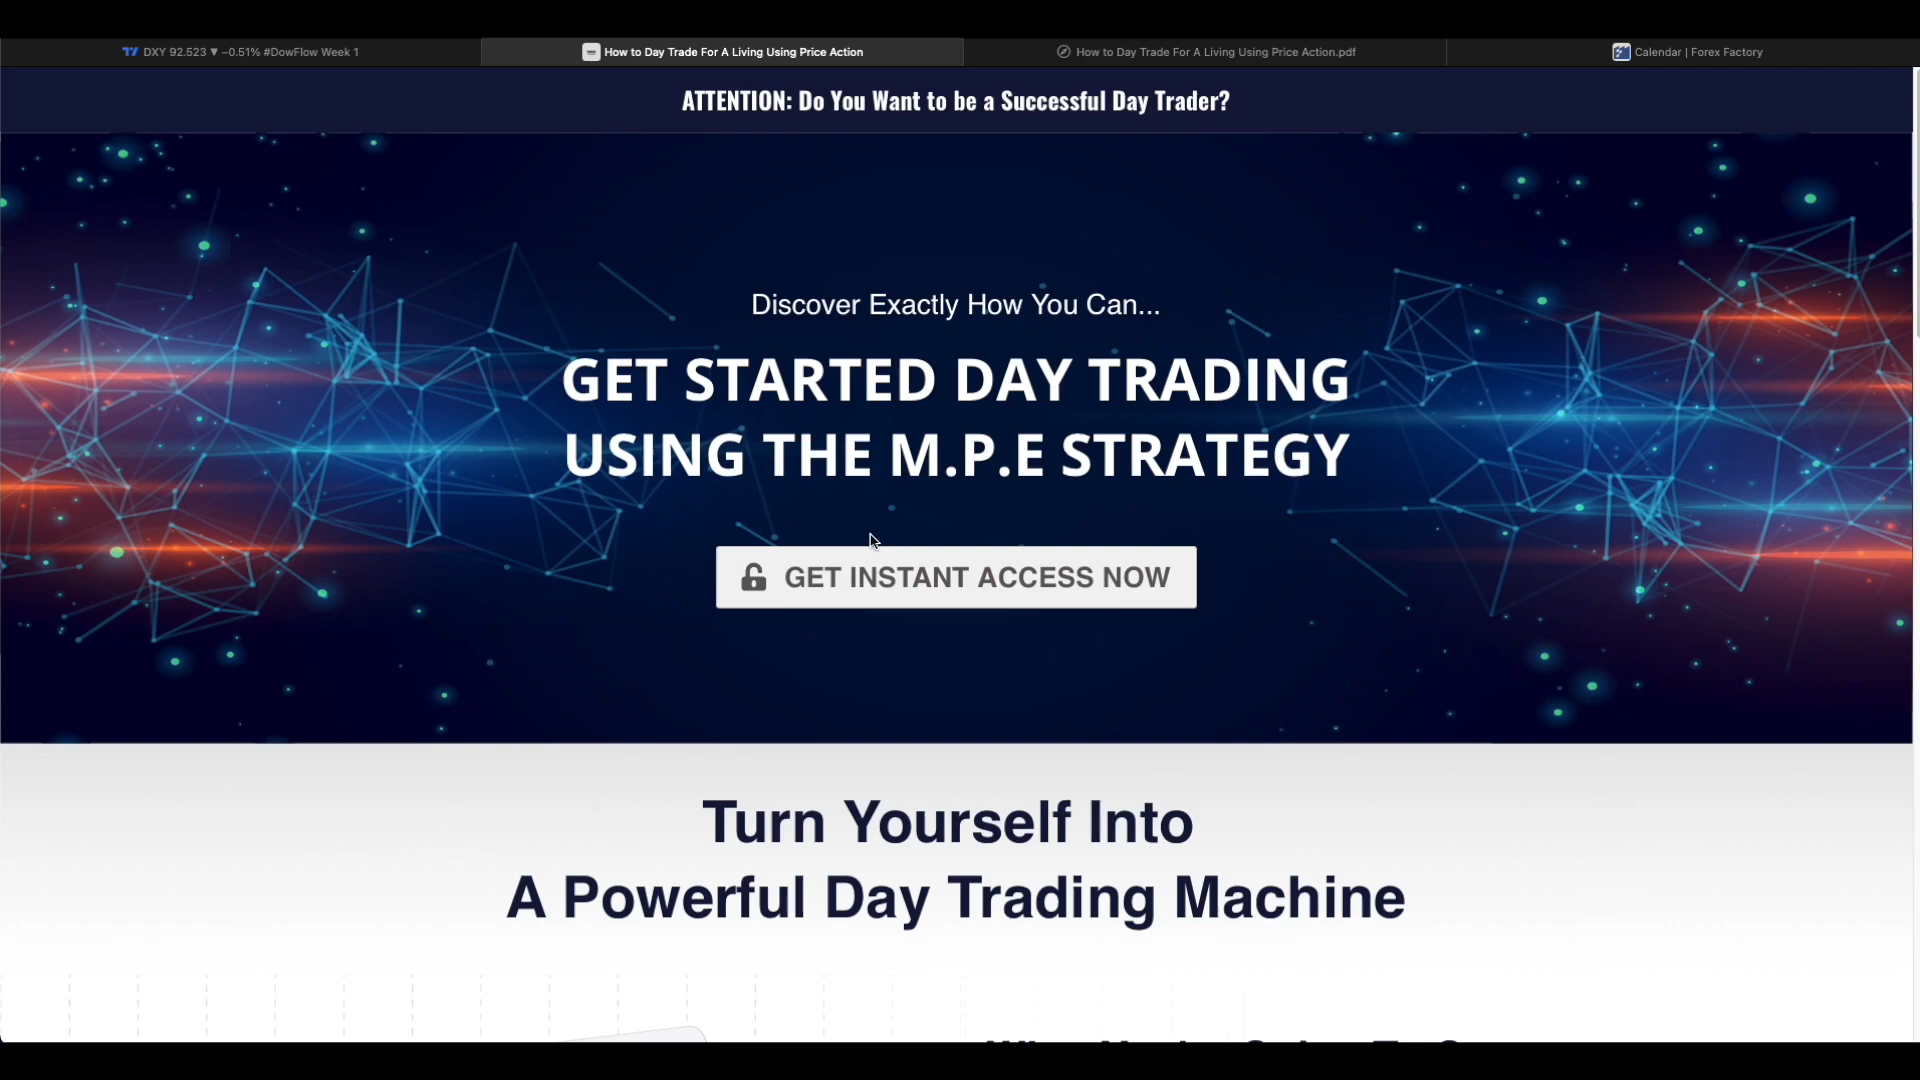 DXY 92.523 ▼ −0.51% #DowFlow Week 1
How to Day Trade For A Living Using Price Action
How to Day Trade For A Living Using Price Action.pdf
Calendar | Forex Factory
ATTENTION: Do You Want to be a Successful Day Trader?
Discover Exactly How You Can...
GET STARTED DAY TRADING
USING THE M.P.E STRATEGY
GET INSTANT ACCESS NOW
Turn Yourself Into
A Powerful Day Trading Machine